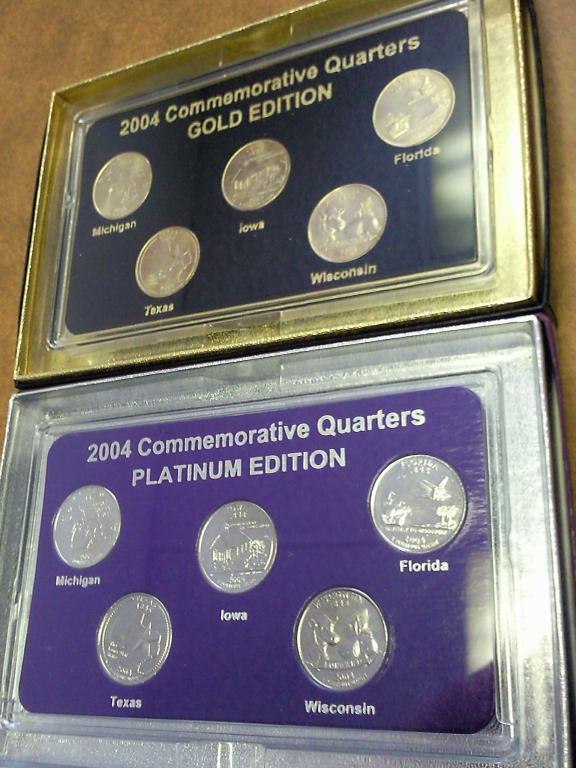 2004 Commemorative Quarters
GOLD EDITION
Michigan
Iowa
Florida
Texas
Wisconsin
2004 Commemorative Quarters
PLATINUM EDITION
Michigan
Iowa
Florida
Texas
Wisconsin